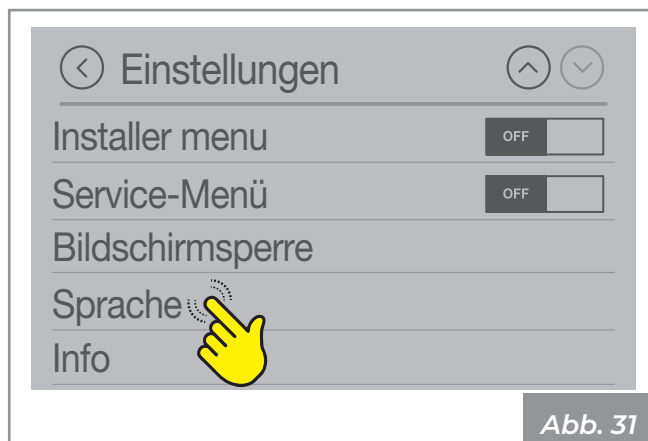 Einstellungen
Installer menu OFF
Service-Menü OFF
Bildschirmsperre
Sprache
Info
Abb. 31